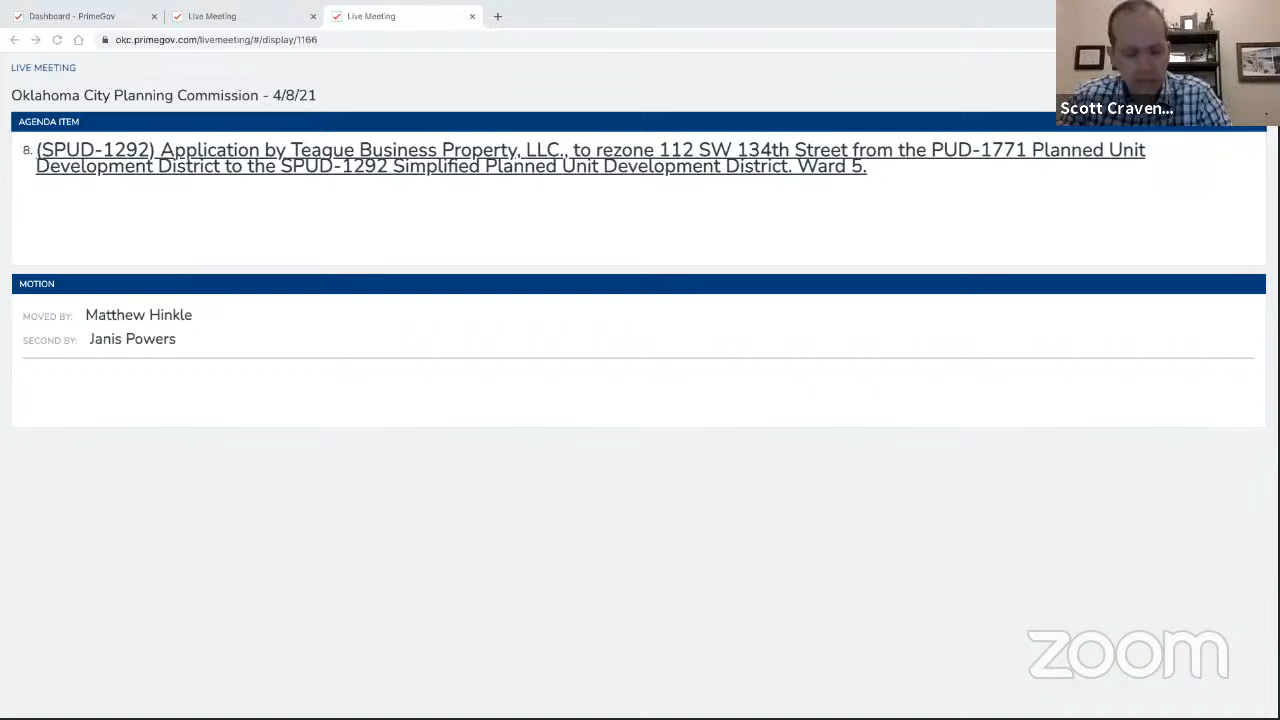 Dashboard - PrimeGov
Live Meeting
Live Meeting
okc.primegov.com/livemeeting/#/display/1166
LIVE MEETING
Oklahoma City Planning Commission - 4/8/21
AGENDA ITEM
8. (SPUD-1292) Application by Teague Business Property, LLC., to rezone 112 SW 134th Street from the PUD-1771 Planned Unit
Development District to the SPUD-1292 Simplified Planned Unit Development District. Ward 5.
MOTION
MOVED BY: Matthew Hinkle
SECOND BY: Janis Powers
Scott Craven...
zoom